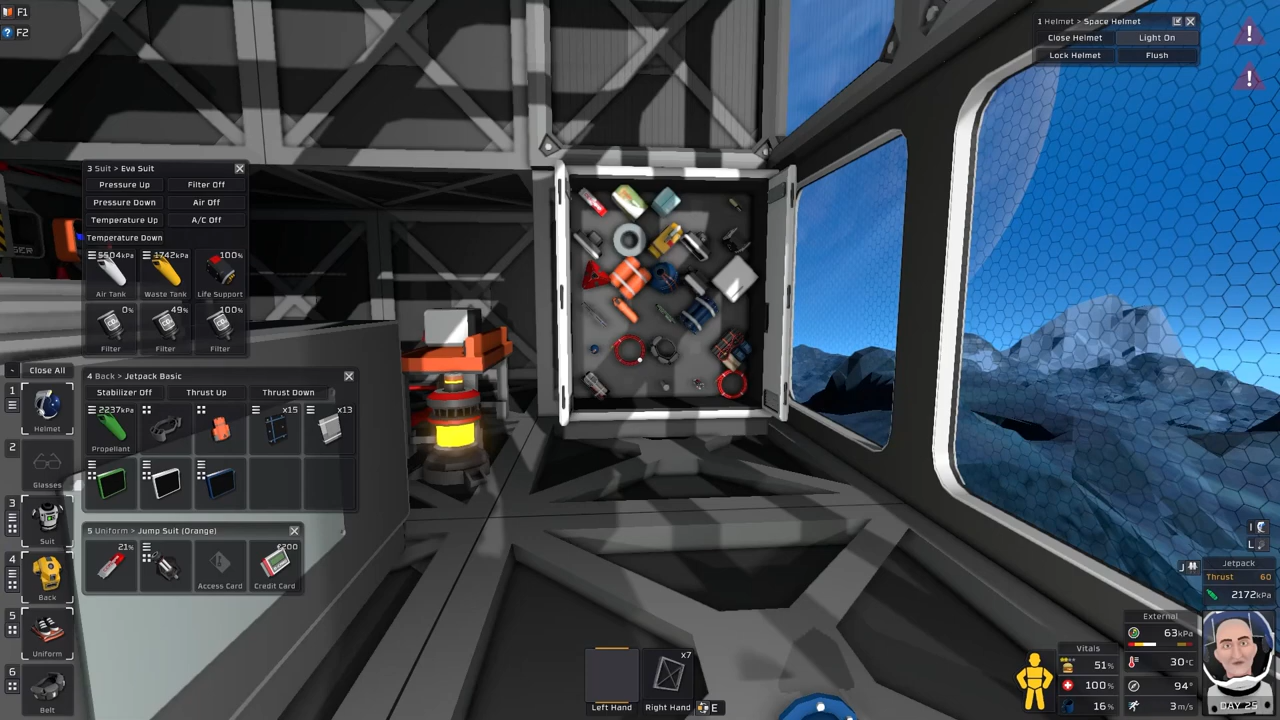 F1
? F2
1 Helmet > Space Helmet
Close Helmet
Light On
Lock Helmet
Flush
3 Suit > Eva Suit
Pressure Up
Filter Off
Pressure Down
Air Off
Temperature Up
A/C Off
Temperature Down
5504kPa
1742kPa
100%
Air Tank
Waste Tank
Life Support
0%
49%
100%
Filter
Filter
Filter
Close All
4 Back > Jetpack Basic
Stabilizer Off
Thrust Up
Thrust Down
2237kPa
x15
x13
Propellant
5 Uniform > Jump Suit (Orange)
21%
€200
Access Card
Credit Card
1
Helmet
2
Glasses
3
Suit
4
Back
5
Uniform
6
Belt
x7
Left Hand
Right Hand
E
I
L
J
Jetpack
Thrust 60
2172kPa
External
63kPa
30°C
94°
3m/s
Vitals
51%
100%
16%
DAY 25